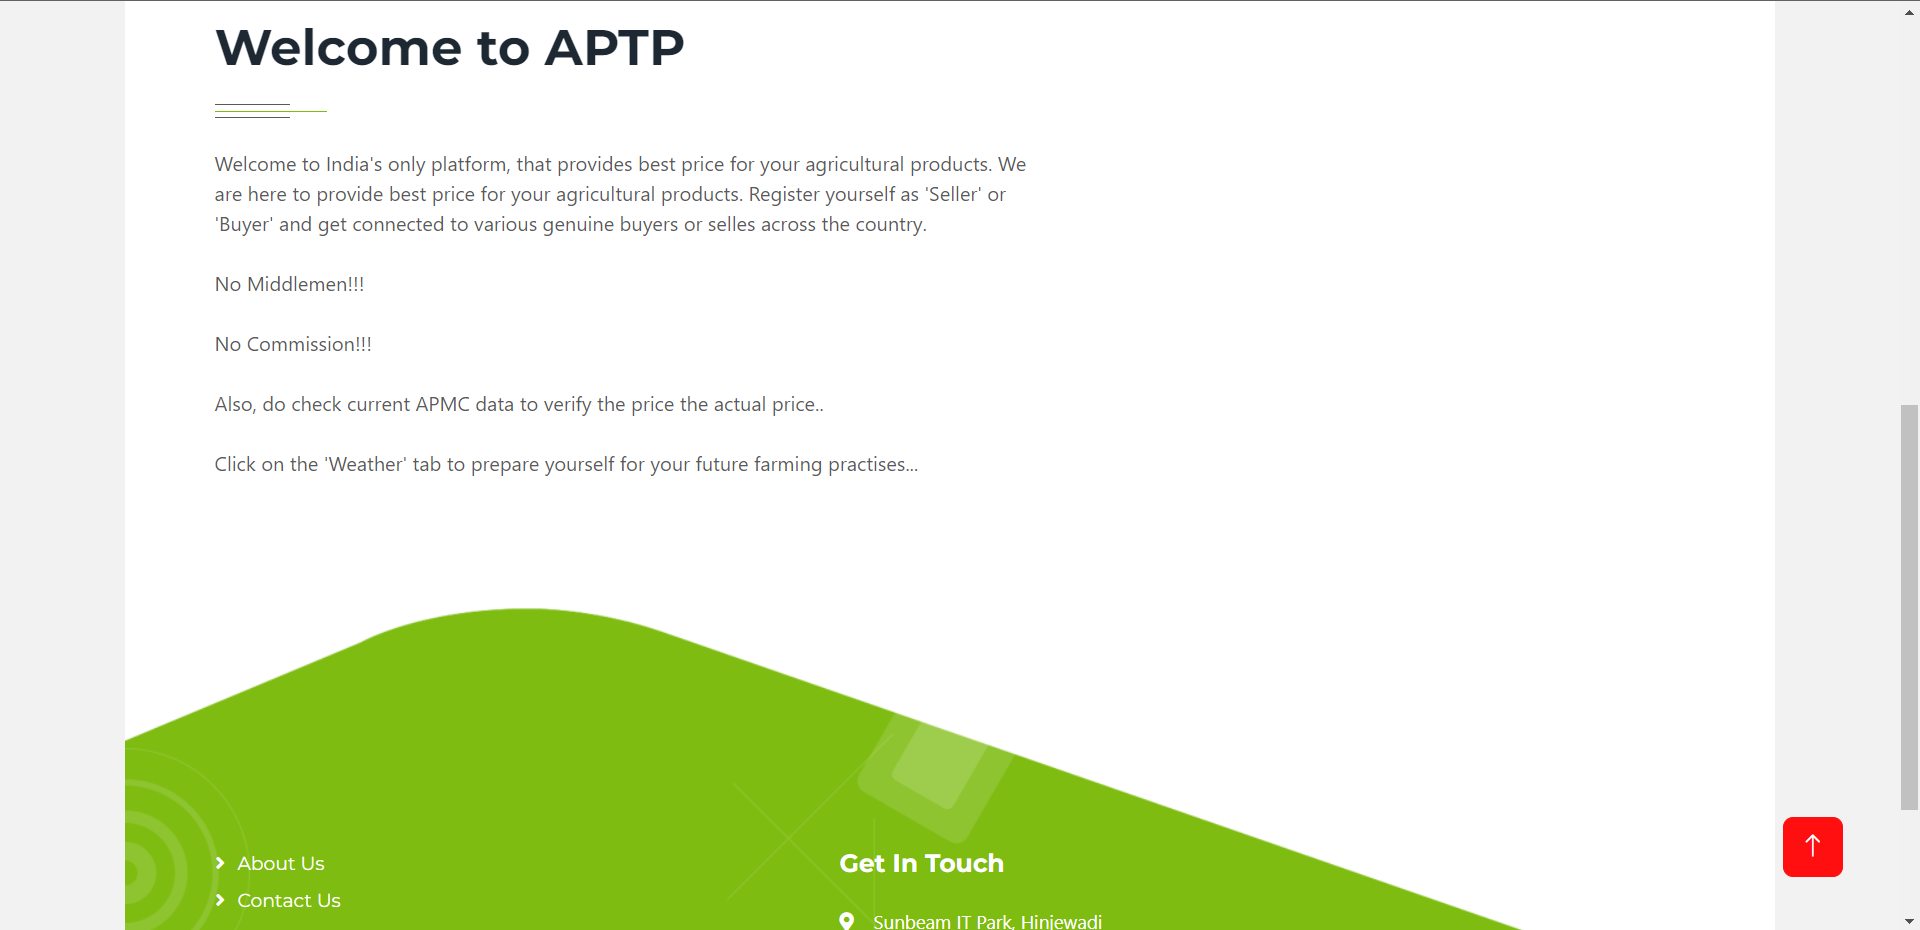 Welcome to APTP
Welcome to India's only platform, that provides best price for your agricultural products. We
are here to provide best price for your agricultural products. Register yourself as 'Seller' or
'Buyer' and get connected to various genuine buyers or selles across the country.
No Middlemen!!!
No Commission!!!
Also, do check current APMC data to verify the price the actual price..
Click on the 'Weather' tab to prepare yourself for your future farming practises...
About Us
Contact Us
Get In Touch
Sunbeam IT Park, Hinjewadi